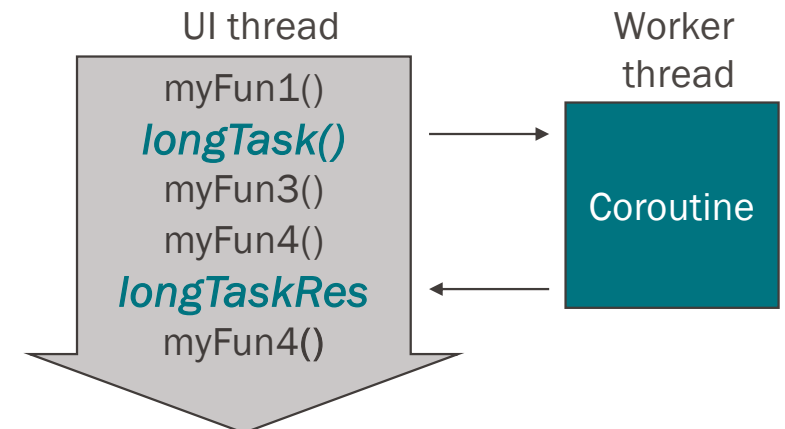 UI thread
myFun1()
longTask()
myFun3()
myFun4()
longTaskRes
myFun4()
Worker
thread
Coroutine